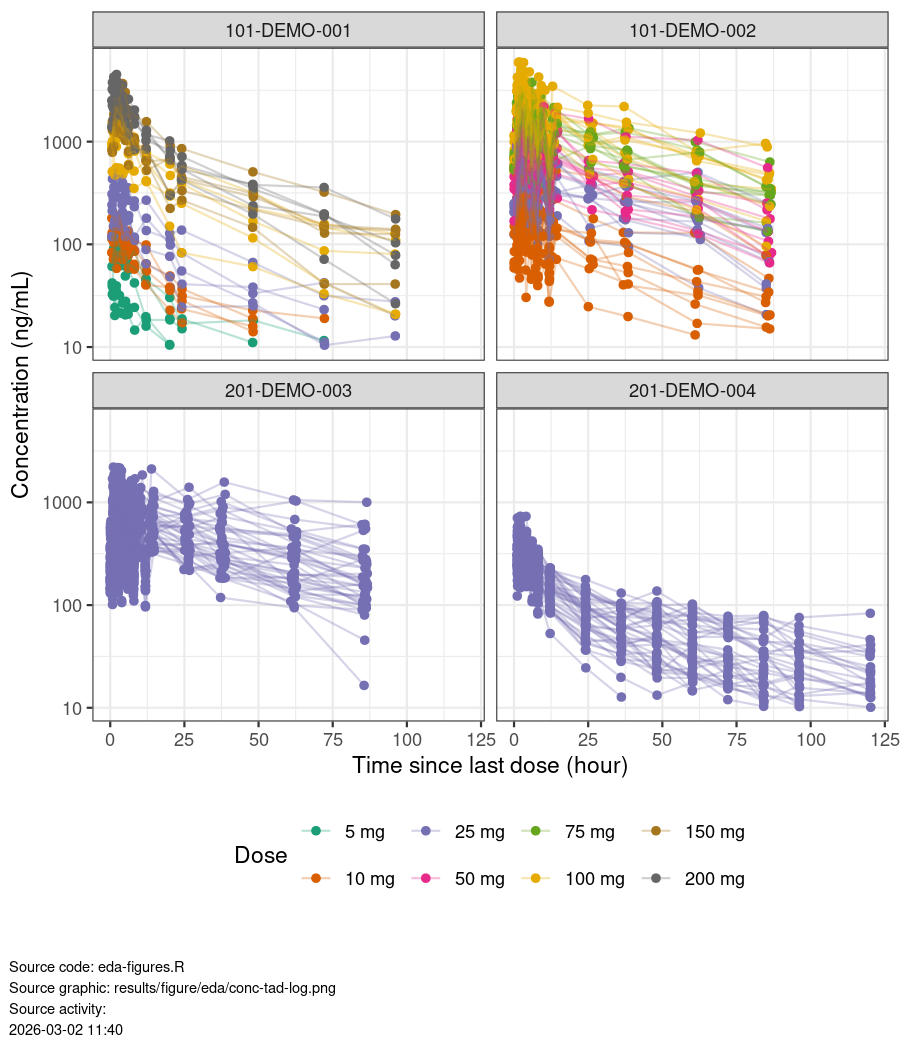 101-DEMO-001
101-DEMO-002
1000
100
10
201-DEMO-003
201-DEMO-004
1000
100
10
Concentration (ng/mL)
0 25 50 75 100 125
0 25 50 75 100 125
Time since last dose (hour)
Dose
5 mg
25 mg
75 mg
150 mg
10 mg
50 mg
100 mg
200 mg
Source code: eda-figures.R
Source graphic: results/figure/eda/conc-tad-log.png
Source activity:
2026-03-02 11:40